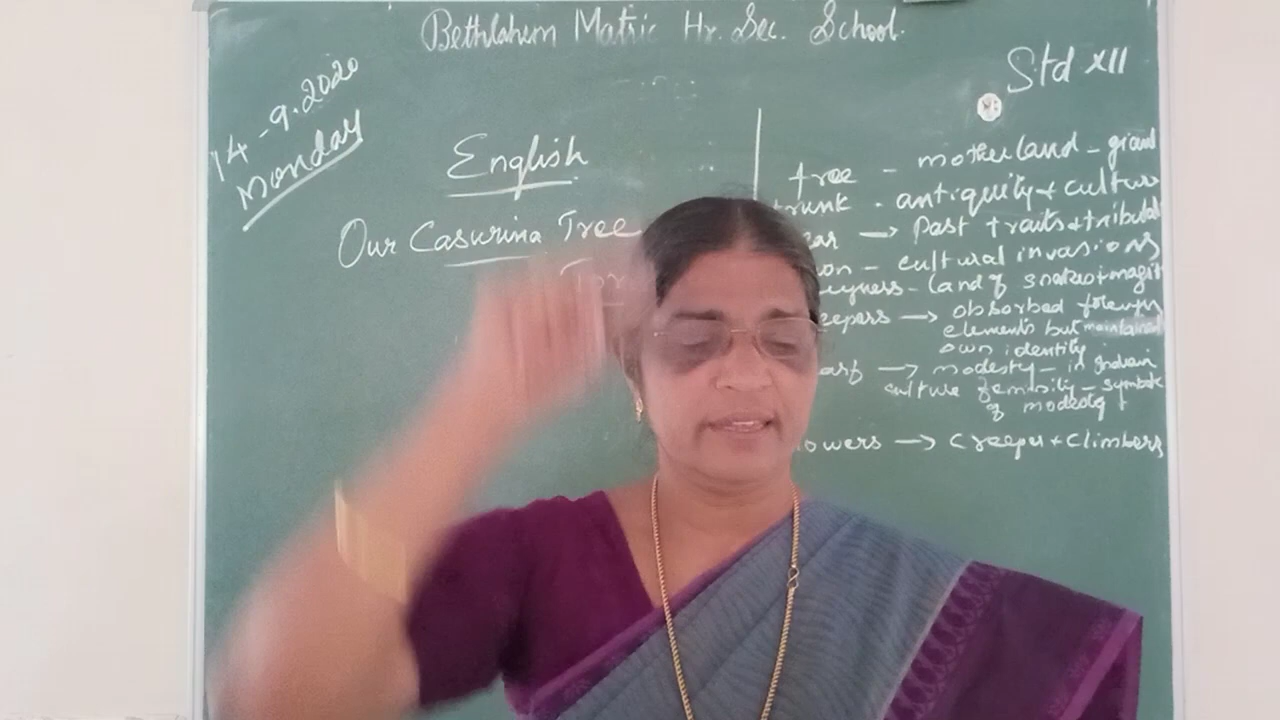 Bethlahem Matric Hr. Sec. School.
Std XII
14-9-2020
Monday
English
Our Casurina Tree
Tor
tree - motherland - giant
trunk - antiquity + culture
→ Past traits + tribulat
cultural invasions
land of snakes + magic
→ absorbed foreign
elements but maintained
own identity
→ modesty - in indian
culture feminity - symbol
of modesty
→ Creeper + Climbers